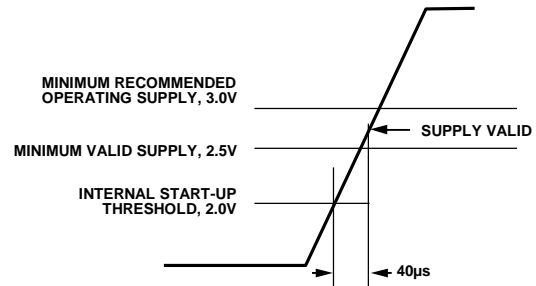 MINIMUM RECOMMENDED
OPERATING SUPPLY, 3.0V
SUPPLY VALID
MINIMUM VALID SUPPLY, 2.5V
INTERNAL START-UP
THRESHOLD, 2.0V
40µs